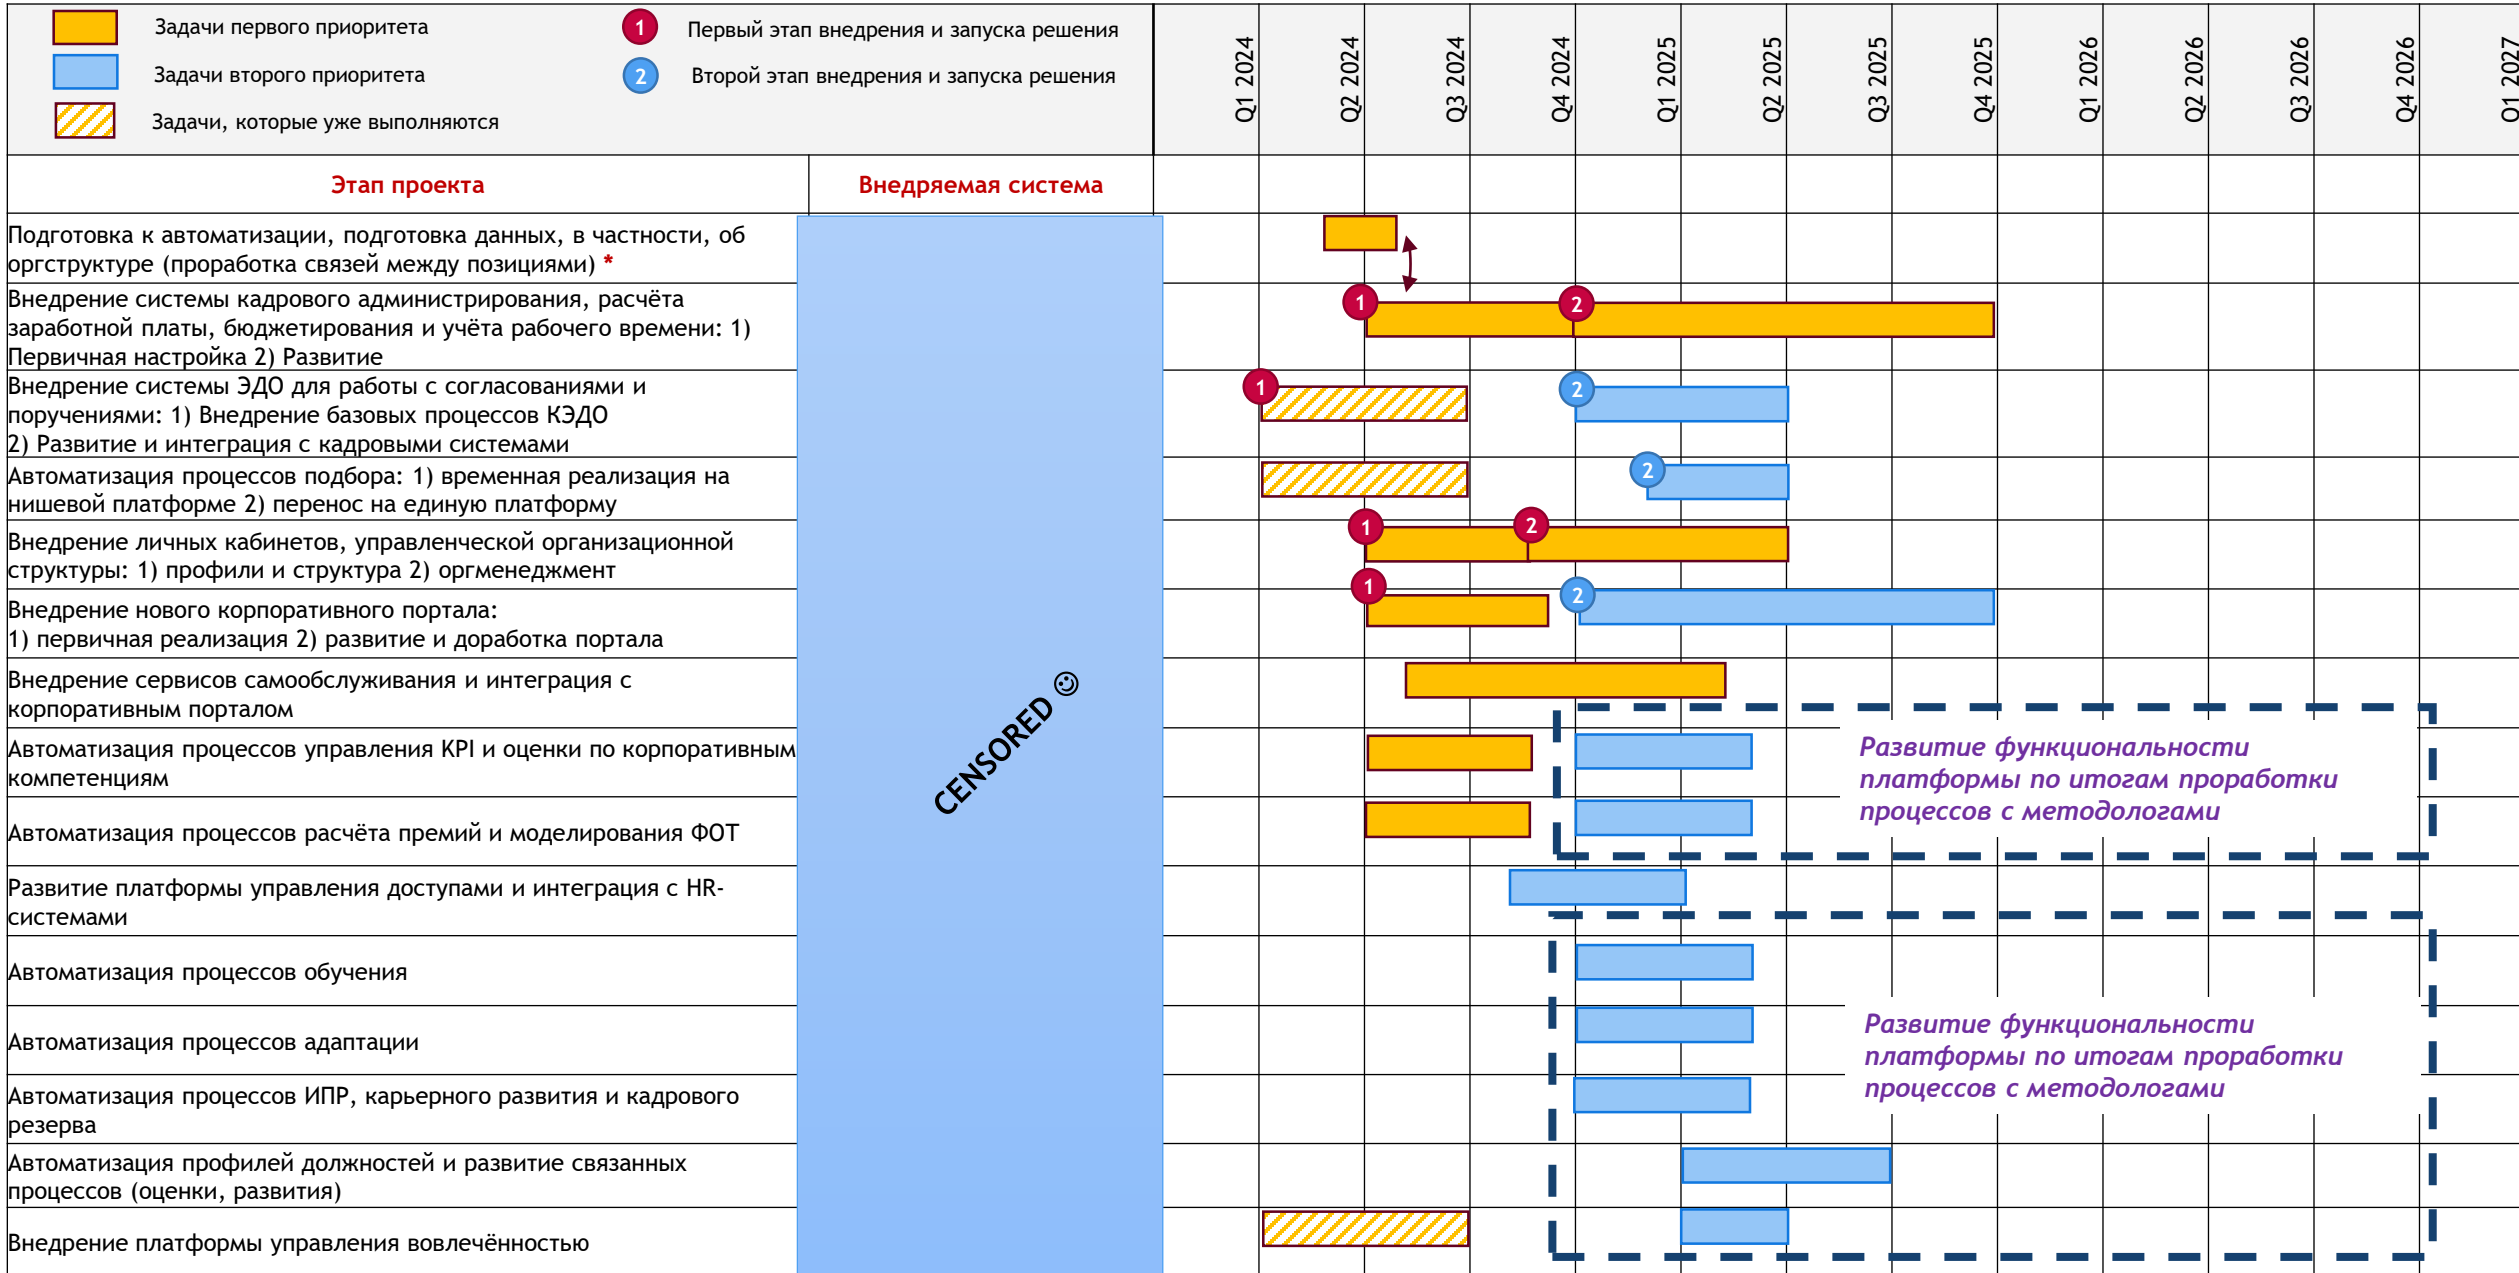 Задачи первого приоритета
1 Первый этап внедрения и запуска решения
Задачи второго приоритета
2 Второй этап внедрения и запуска решения
Задачи, которые уже выполняются
Q1 2024
Q2 2024
Q3 2024
Q4 2024
Q1 2025
Q2 2025
Q3 2025
Q4 2025
Q1 2026
Q2 2026
Q3 2026
Q4 2026
Q1 2027
Этап проекта
Внедряемая система
Подготовка к автоматизации, подготовка данных, в частности, об
оргструктуре (проработка связей между позициями) *
Внедрение системы кадрового администрирования, расчёта
заработной платы, бюджетирования и учёта рабочего времени: 1)
Первичная настройка 2) Развитие
1
2
Внедрение системы ЭДО для работы с согласованиями и
поручениями: 1) Внедрение базовых процессов КЭДО
2) Развитие и интеграция с кадровыми системами
1
2
Автоматизация процессов подбора: 1) временная реализация на
нишевой платформе 2) перенос на единую платформу
2
Внедрение личных кабинетов, управленческой организационной
структуры: 1) профили и структура 2) оргменеджмент
1
2
Внедрение нового корпоративного портала:
1) первичная реализация 2) развитие и доработка портала
1
2
Внедрение сервисов самообслуживания и интеграция с
корпоративным порталом
CENSORED ☺
Автоматизация процессов управления KPI и оценки по корпоративным
компетенциям
Развитие функциональности
платформы по итогам проработки
процессов с методологами
Автоматизация процессов расчёта премий и моделирования ФОТ
Развитие платформы управления доступами и интеграция с HR-
системами
Автоматизация процессов обучения
Автоматизация процессов адаптации
Развитие функциональности
платформы по итогам проработки
процессов с методологами
Автоматизация процессов ИПР, карьерного развития и кадрового
резерва
Автоматизация профилей должностей и развитие связанных
процессов (оценки, развития)
Внедрение платформы управления вовлечённостью